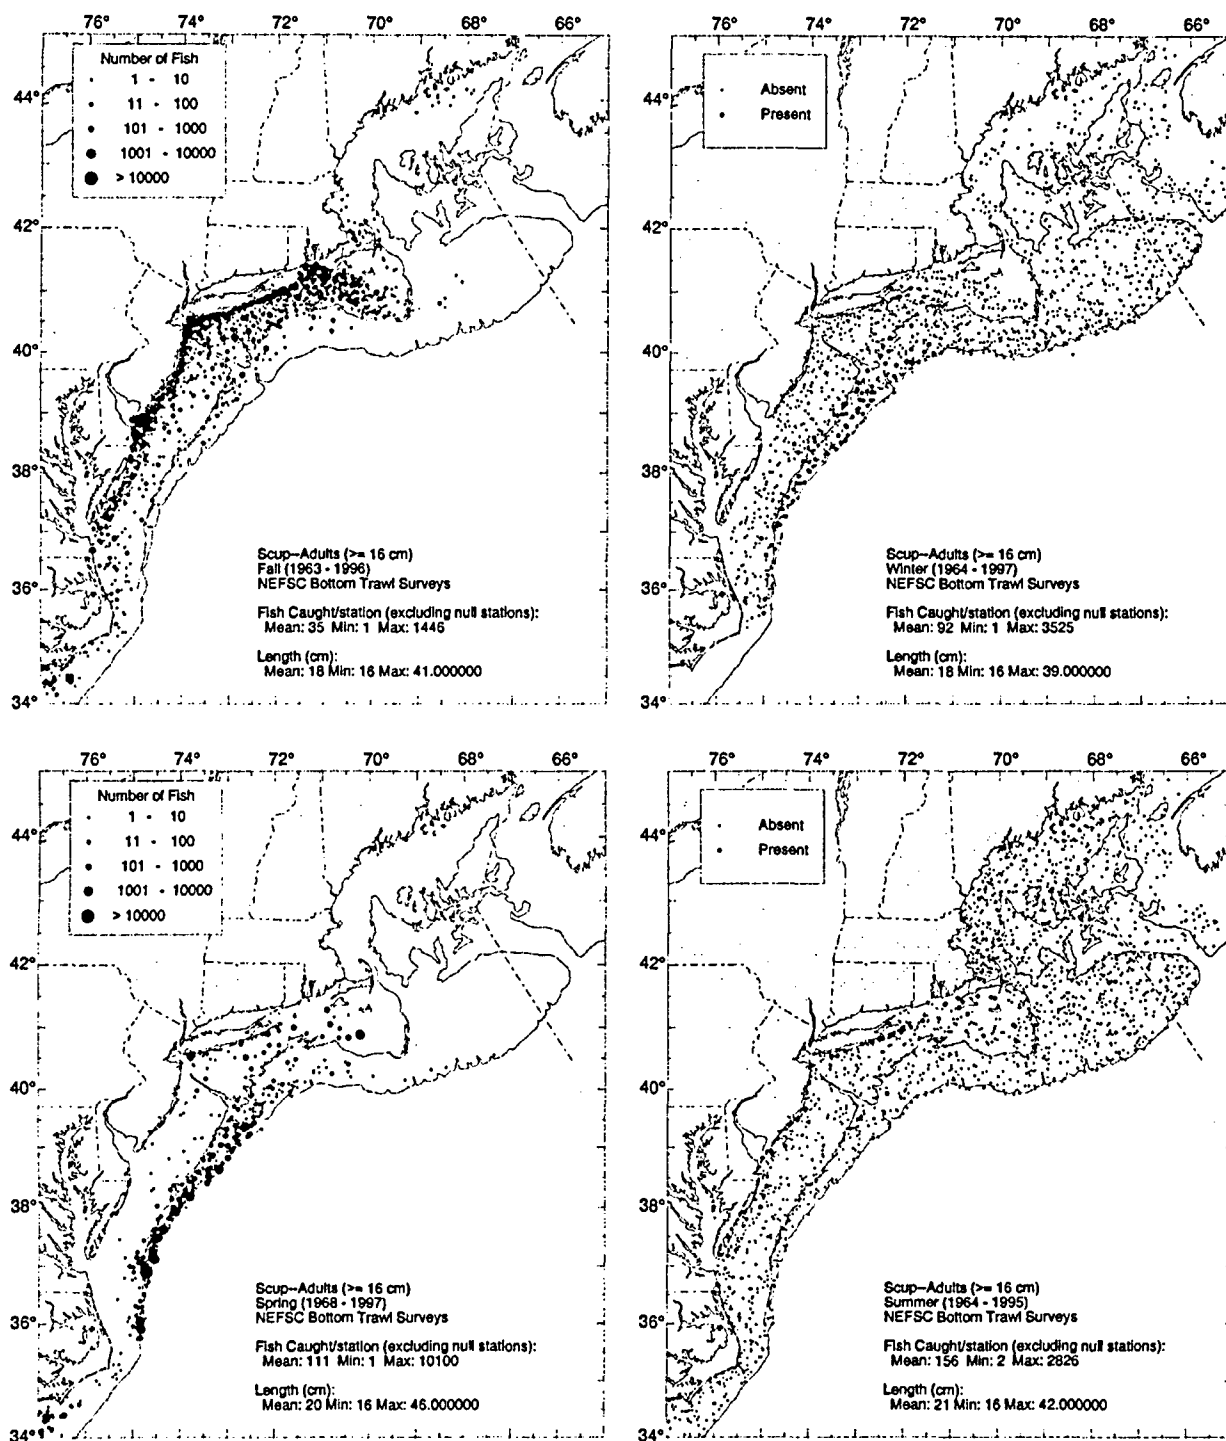 76° 74° 72° 70° 68° 66°
Number of Fish
1 - 10
11 - 100
101 - 1000
1001 - 10000
> 10000
44°
42°
40°
38°
36°
34°
Scup--Adults (>= 16 cm)
Fall (1963 - 1996)
NEFSC Bottom Trawl Surveys
Fish Caught/station (excluding null stations):
Mean: 35 Min: 1 Max: 1446
Length (cm):
Mean: 18 Min: 16 Max: 41.000000
76° 74° 72° 70° 68° 66°
Absent
Present
44°
42°
40°
38°
36°
34°
Scup--Adults (>= 16 cm)
Winter (1964 - 1997)
NEFSC Bottom Trawl Surveys
Fish Caught/station (excluding null stations):
Mean: 92 Min: 1 Max: 3525
Length (cm):
Mean: 18 Min: 16 Max: 39.000000
76° 74° 72° 70° 68° 66°
Number of Fish
1 - 10
11 - 100
101 - 1000
1001 - 10000
> 10000
44°
42°
40°
38°
36°
34°
Scup--Adults (>= 16 cm)
Spring (1968 - 1997)
NEFSC Bottom Trawl Surveys
Fish Caught/station (excluding null stations):
Mean: 111 Min: 1 Max: 10100
Length (cm):
Mean: 20 Min: 16 Max: 46.000000
76° 74° 72° 70° 68° 66°
Absent
Present
44°
42°
40°
38°
36°
34°
Scup--Adults (>= 16 cm)
Summer (1964 - 1995)
NEFSC Bottom Trawl Surveys
Fish Caught/station (excluding null stations):
Mean: 156 Min: 2 Max: 2826
Length (cm):
Mean: 21 Min: 16 Max: 42.000000